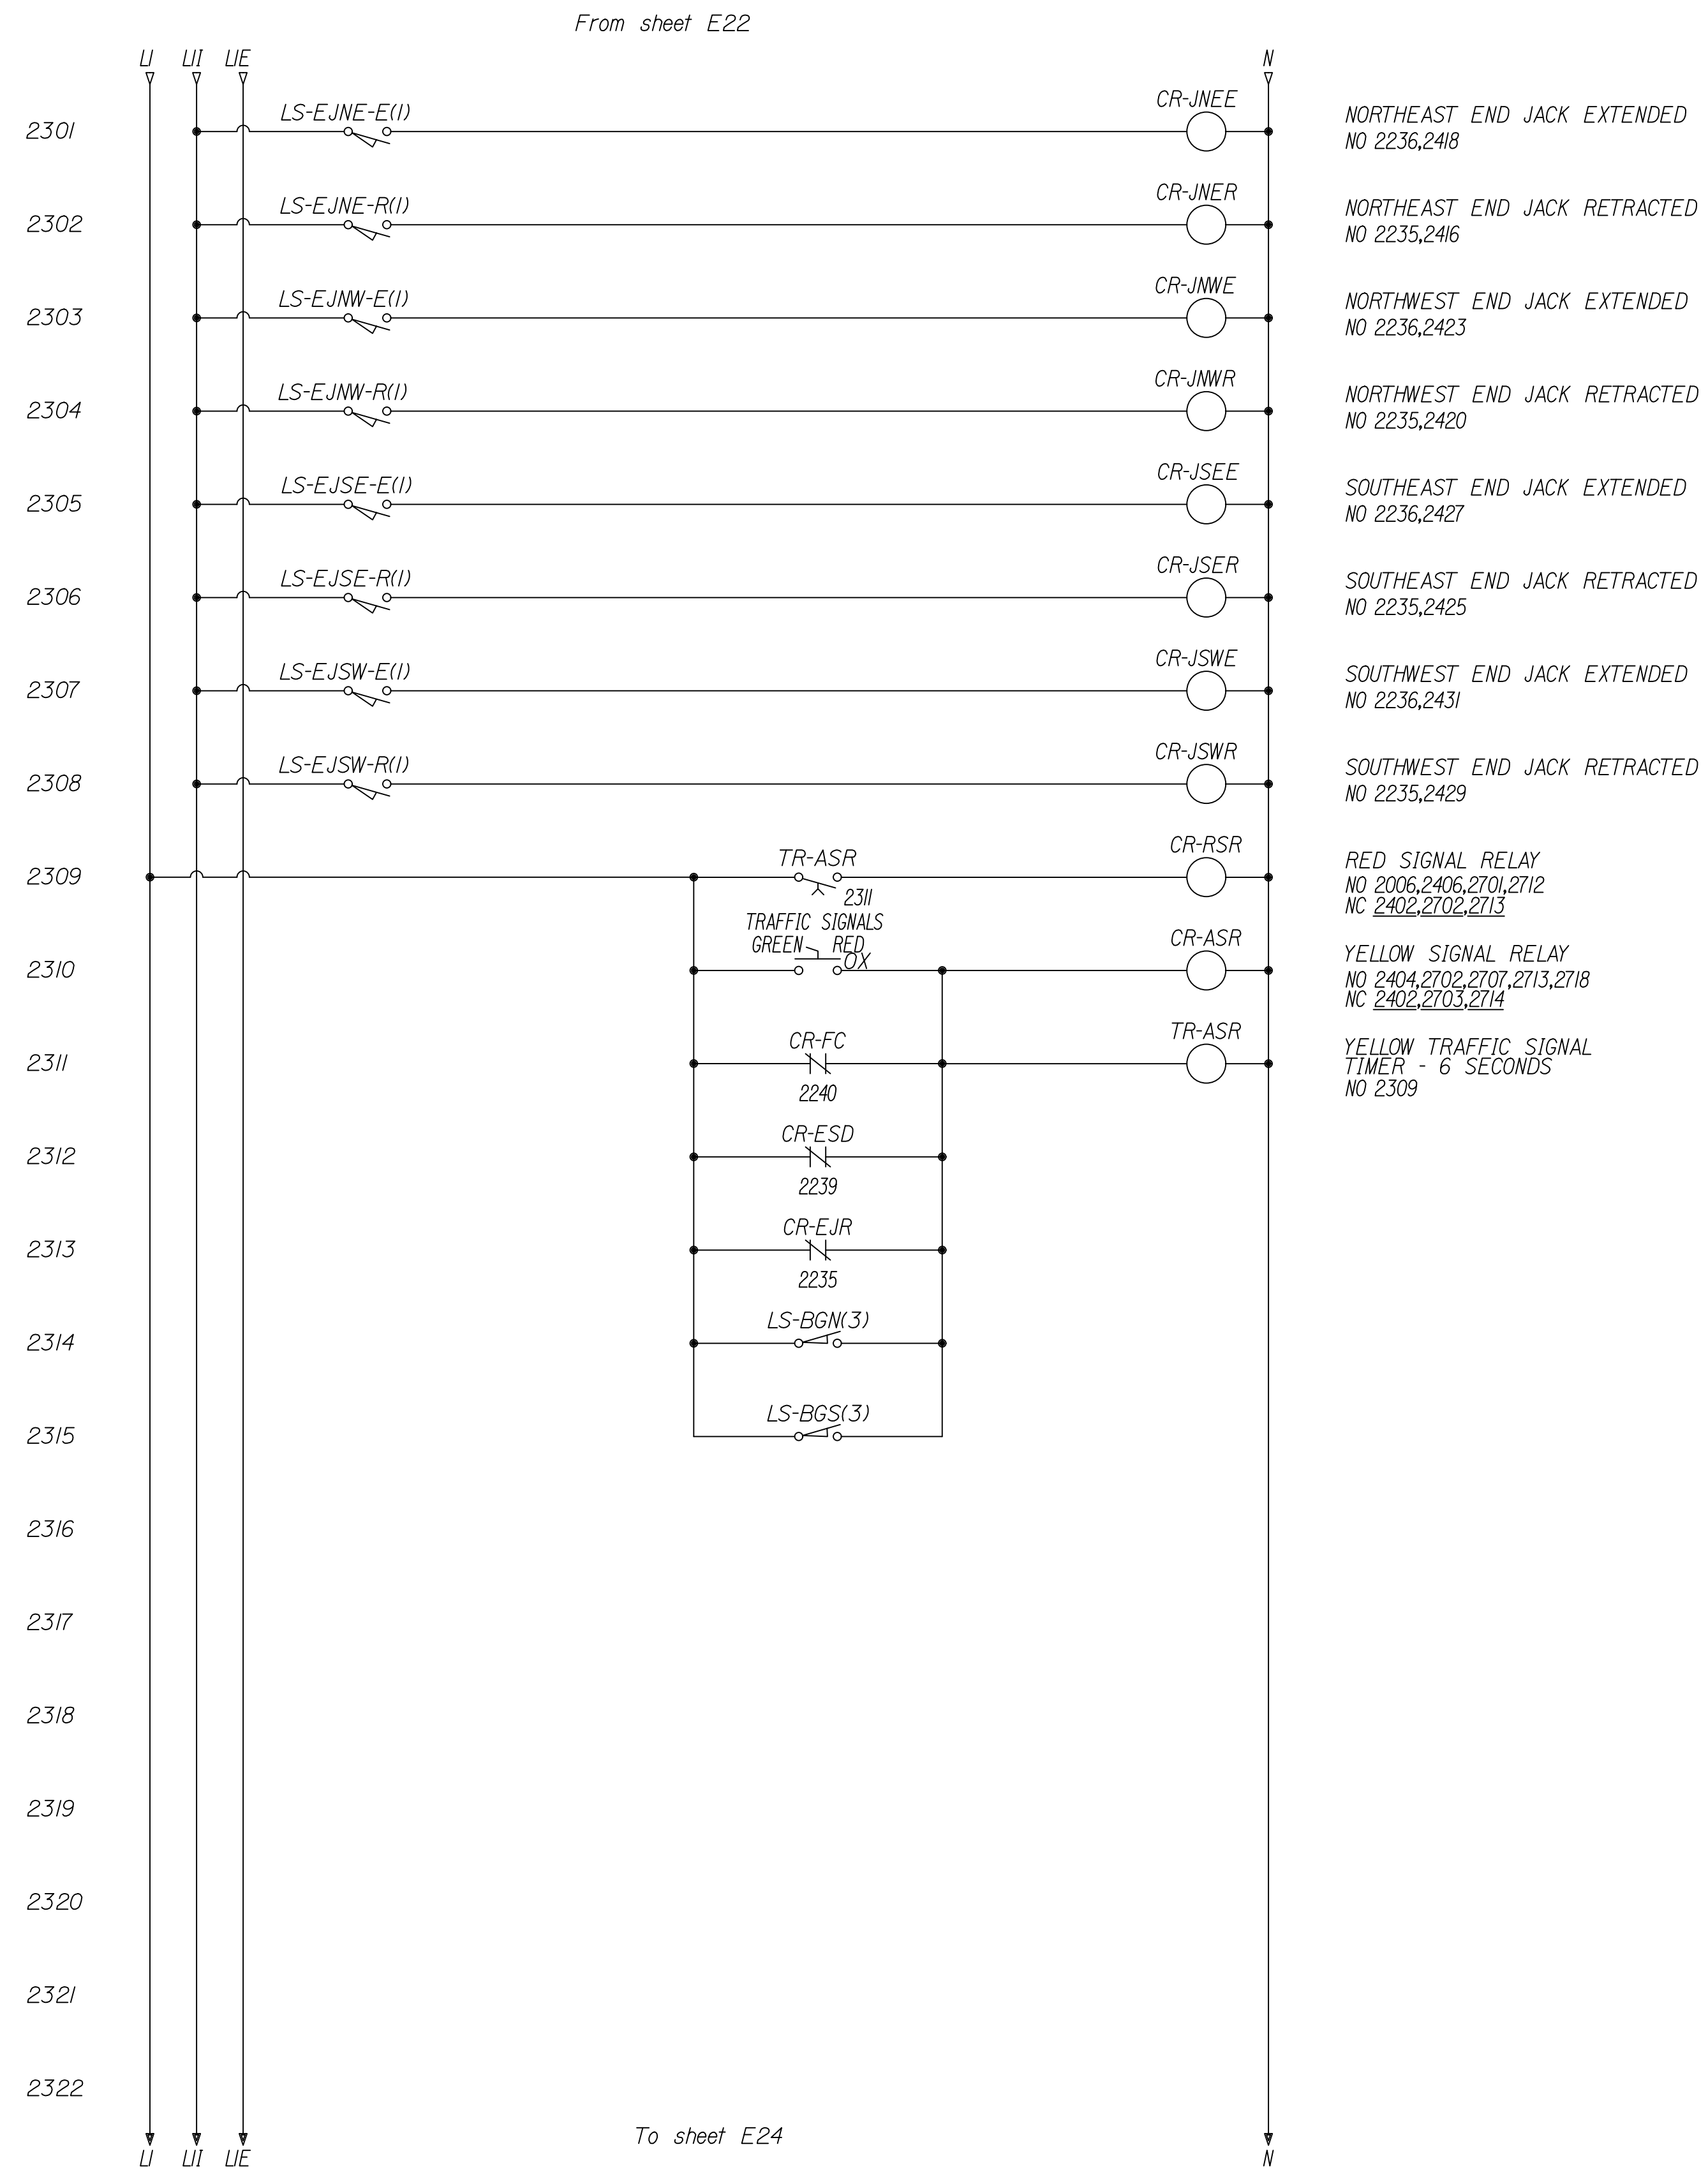 From sheet E22
L1 L1I L1E N
LS-EJNE-E(1) CR-JNEE
2301 NORTHEAST END JACK EXTENDED
NO 2236,2418
LS-EJNE-R(1) CR-JNER
2302 NORTHEAST END JACK RETRACTED
NO 2235,2416
LS-EJNW-E(1) CR-JNWE
2303 NORTHWEST END JACK EXTENDED
NO 2236,2423
LS-EJNW-R(1) CR-JNWR
2304 NORTHWEST END JACK RETRACTED
NO 2235,2420
LS-EJSE-E(1) CR-JSEE
2305 SOUTHEAST END JACK EXTENDED
NO 2236,2427
LS-EJSE-R(1) CR-JSER
2306 SOUTHEAST END JACK RETRACTED
NO 2235,2425
LS-EJSW-E(1) CR-JSWE
2307 SOUTHWEST END JACK EXTENDED
NO 2236,2431
LS-EJSW-R(1) CR-JSWR
2308 SOUTHWEST END JACK RETRACTED
NO 2235,2429
TR-ASR CR-RSR
2309 RED SIGNAL RELAY
2311 NO 2006,2406,2701,2712
NC 2402,2702,2713
TRAFFIC SIGNALS
GREEN RED CR-ASR
OX
2310 YELLOW SIGNAL RELAY
NO 2404,2702,2707,2713,2718
NC 2402,2703,2714
CR-FC TR-ASR
2311 YELLOW TRAFFIC SIGNAL
TIMER - 6 SECONDS
2240 NO 2309
CR-ESD
2312
2239
CR-EJR
2313
2235
LS-BGN(3)
2314
LS-BGS(3)
2315
2316
2317
2318
2319
2320
2321
2322
To sheet E24
L1 L1I L1E N